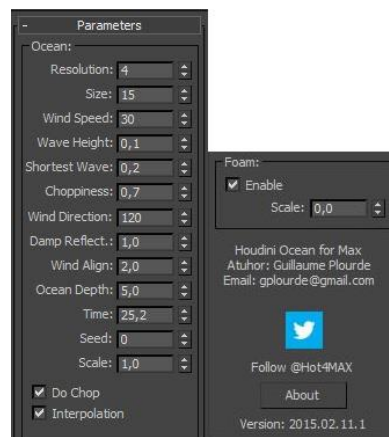 - Parameters
Ocean:
Resolution: 4
Size: 15
Wind Speed: 30
Wave Height: 0,1
Shortest Wave: 0,2
Choppiness: 0,7
Wind Direction: 120
Damp Reflect.: 1,0
Wind Align: 2,0
Ocean Depth: 5,0
Time: 25,2
Seed: 0
Scale: 1,0
Do Chop
Interpolation
Foam:
Enable
Scale: 0,0
Houdini Ocean for Max
Atuhor: Guillaume Plourde
Email: gplourde@gmail.com
Follow @Hot4MAX
About
Version: 2015.02.11.1